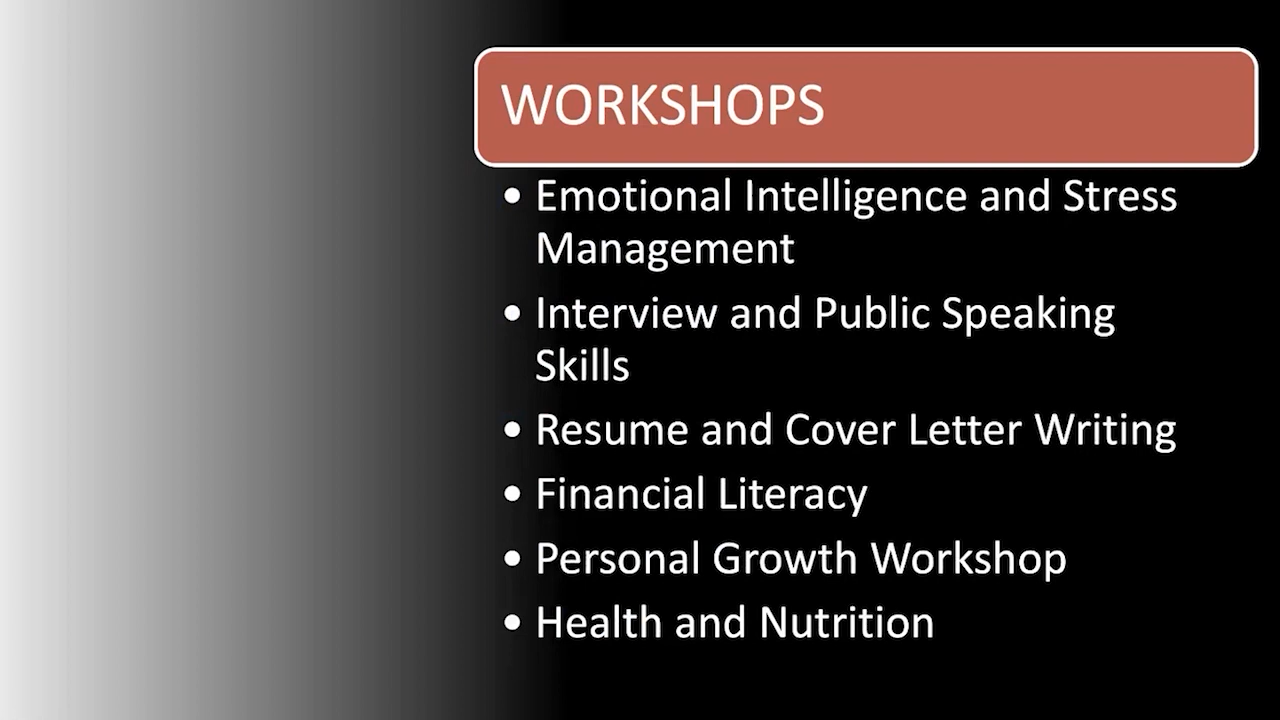 WORKSHOPS
• Emotional Intelligence and Stress
Management
• Interview and Public Speaking
Skills
• Resume and Cover Letter Writing
• Financial Literacy
• Personal Growth Workshop
• Health and Nutrition